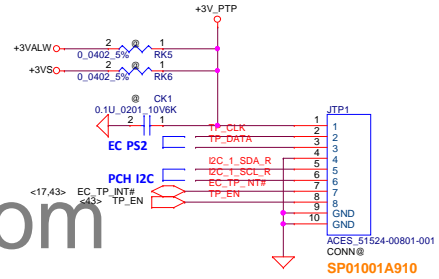 +3V_PTP
+3VALW 2 @ 1
0_0402_5% RK5
+3VS 2 @ 1
0_0402_5% RK6
@ CK1
0.1U_0201_10V6K
2 1
JTP1
1 1
TP_CLK 2 2
EC PS2 TP_DATA 3 3
4 4
I2C_1_SDA_R 5 5
PCH I2C I2C_1_SCL_R 6 6
<17,43> EC_TP_INT# EC_TP_INT# 7 7
<43> TP_EN TP_EN 8 8
9 GND
10 GND
ACES_51524-00801-001
CONN@
SP01001A910
om